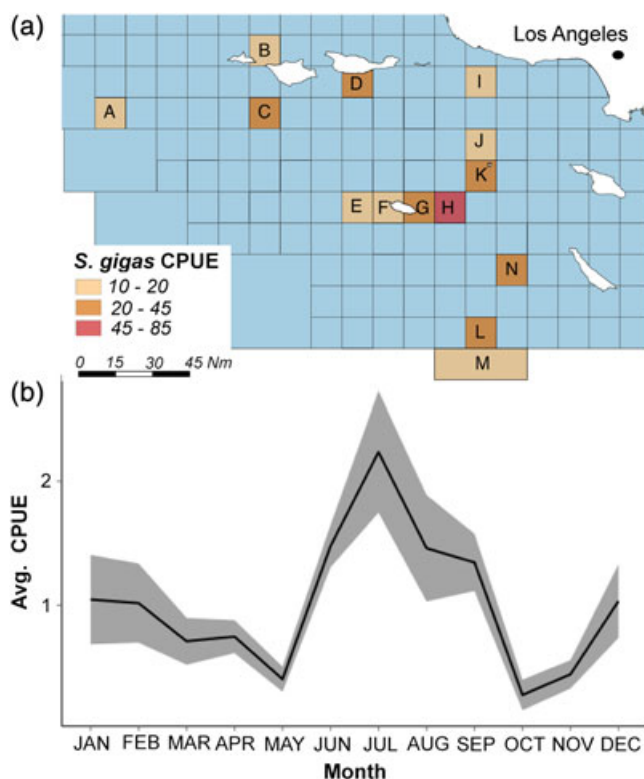 (a)
Los Angeles
B
D
I
A
C
J
K
E F G H
N
L
M
S. gigas CPUE
10 - 20
20 - 45
45 - 85
0 15 30 45 Nm
(b)
Avg. CPUE
2
1
JAN FEB MAR APR MAY JUN JUL AUG SEP OCT NOV DEC
Month